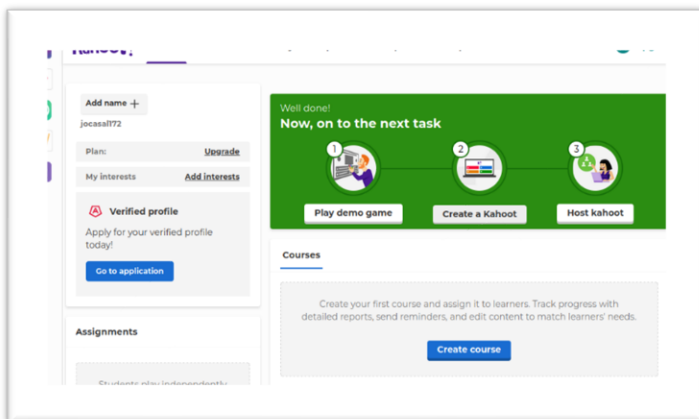 Add name +
jocasal172
Plan: Upgrade
My interests Add interests
Verified profile
Apply for your verified profile
today!
Go to application
Assignments
Students play independently
Well done!
Now, on to the next task
1 2 3
Play demo game Create a Kahoot Host kahoot
Courses
Create your first course and assign it to learners. Track progress with
detailed reports, send reminders, and edit content to match learners' needs.
Create course